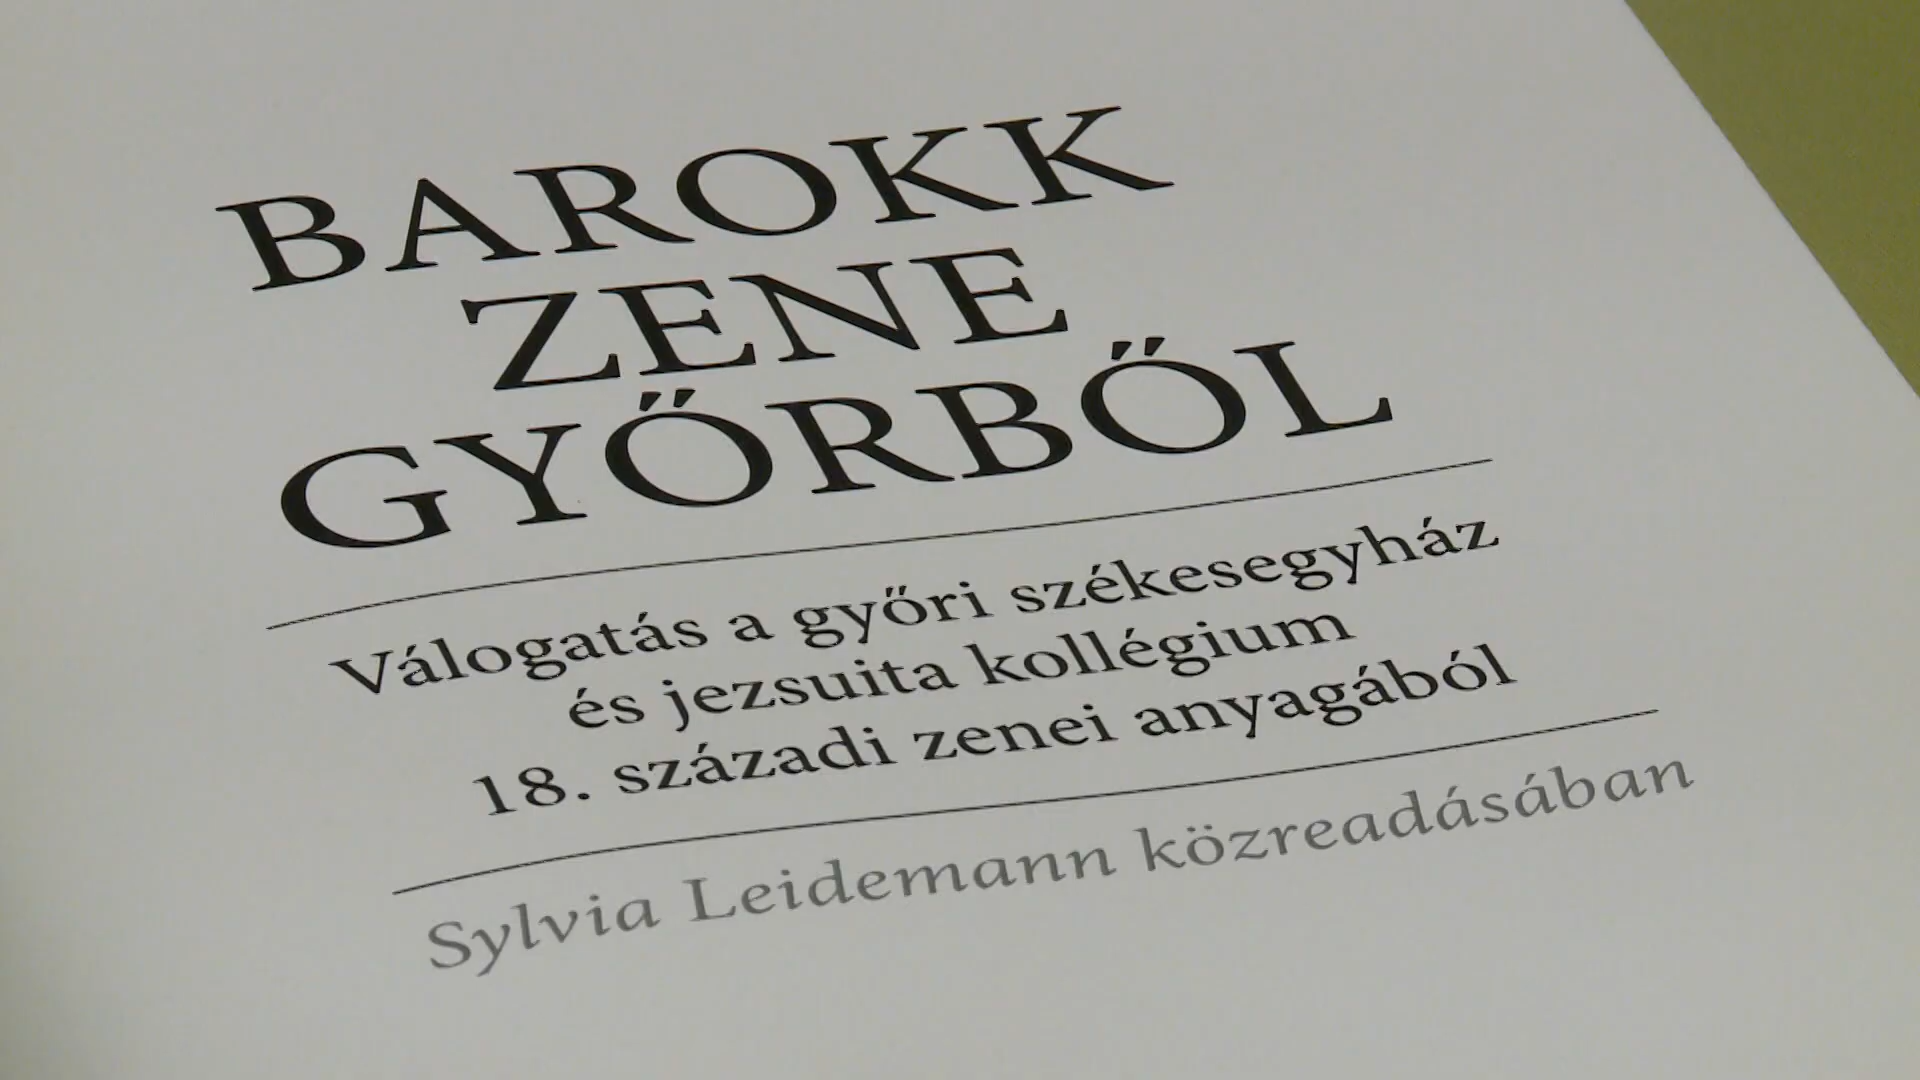 BAROKK
ZENE
GYŐRBŐL
Válogatás a győri székesegyház
és jezsuita kollégium
18. századi zenei anyagából
Sylvia Leidemann közreadásában